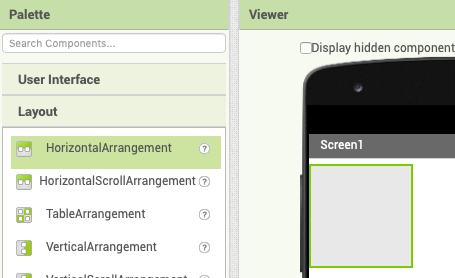 Palette
Search Components...
User Interface
Layout
HorizontalArrangement ?
HorizontalScrollArrangement ?
TableArrangement ?
VerticalArrangement ?
VerticalScrollArrangement
Viewer
Display hidden component
Screen1